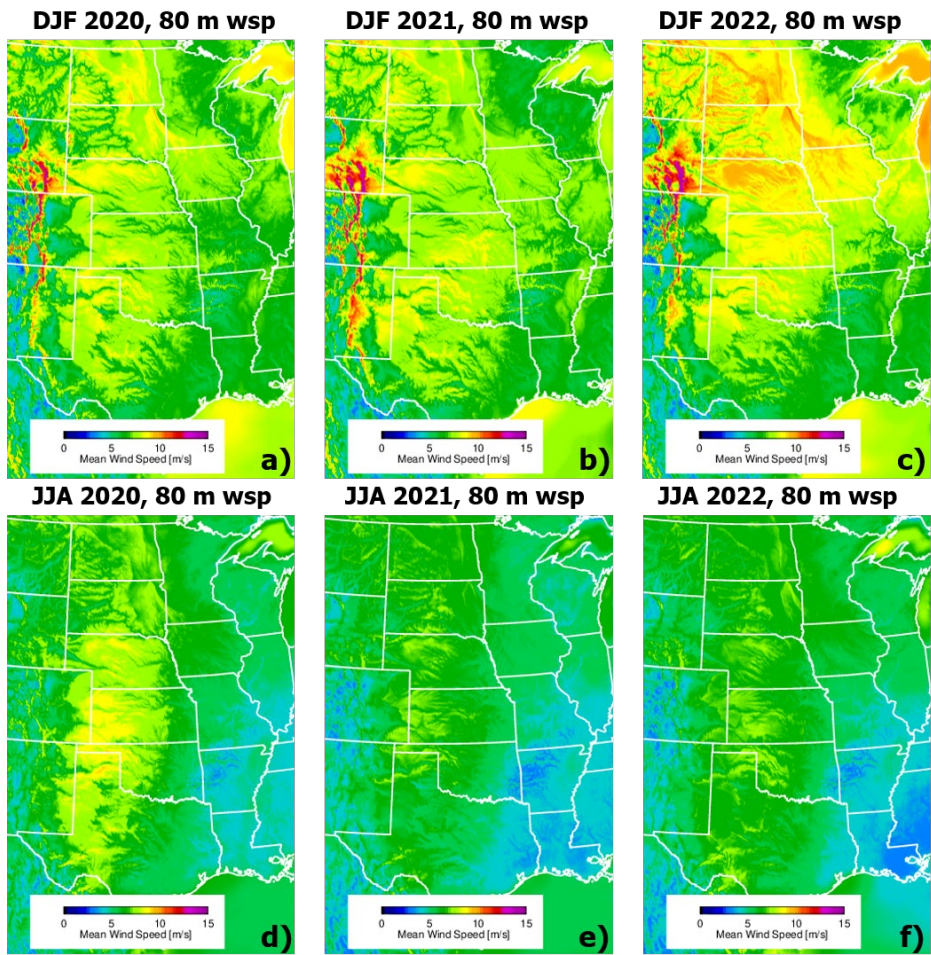 DJF 2020, 80 m wsp
DJF 2021, 80 m wsp
DJF 2022, 80 m wsp
0 5 10 15
Mean Wind Speed [m/s]
a)
0 5 10 15
Mean Wind Speed [m/s]
b)
0 5 10 15
Mean Wind Speed [m/s]
c)
JJA 2020, 80 m wsp
JJA 2021, 80 m wsp
JJA 2022, 80 m wsp
0 5 10 15
Mean Wind Speed [m/s]
d)
0 5 10 15
Mean Wind Speed [m/s]
e)
0 5 10 15
Mean Wind Speed [m/s]
f)